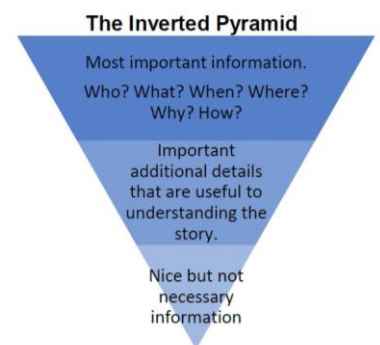 The Inverted Pyramid
Most important information.
Who? What? When? Where?
Why? How?
Important
additional details
that are useful to
understanding the
story.
Nice but not
necessary
information